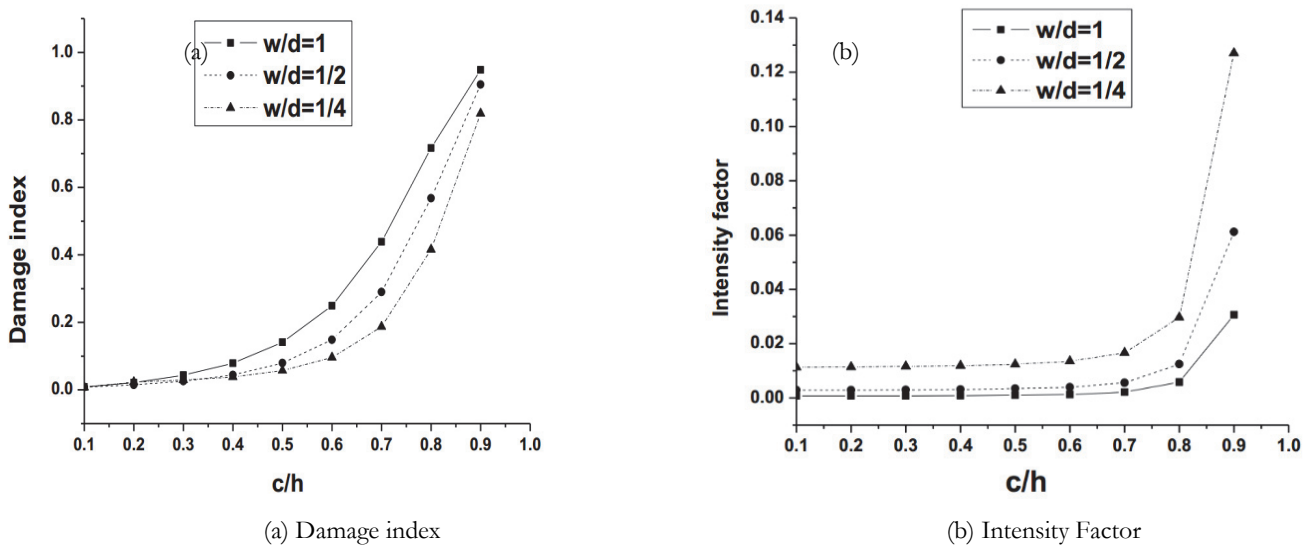 (a)
w/d=1
w/d=1/2
w/d=1/4
Damage index
1.0
0.8
0.6
0.4
0.2
0.0
0.1 0.2 0.3 0.4 0.5 0.6 0.7 0.8 0.9 1.0
c/h
(a) Damage index
(b)
w/d=1
w/d=1/2
w/d=1/4
Intensity factor
0.14
0.12
0.10
0.08
0.06
0.04
0.02
0.00
0.1 0.2 0.3 0.4 0.5 0.6 0.7 0.8 0.9 1.0
c/h
(b) Intensity Factor